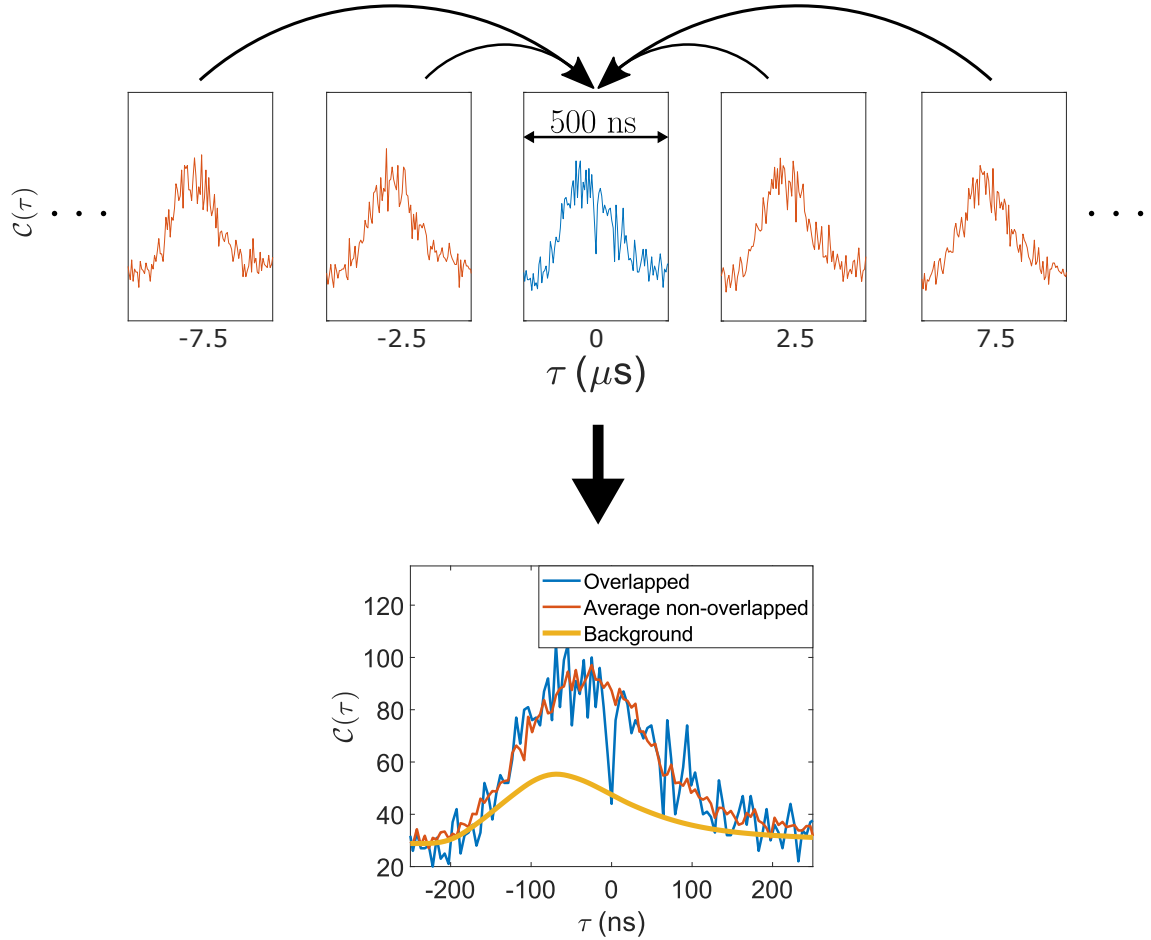 500 ns
𝒞(τ)
· · ·
· · ·
-7.5 -2.5 0 2.5 7.5
τ (μs)
Overlapped
Average non-overlapped
Background
120
100
80
60
40
20
𝒞(τ)
-200 -100 0 100 200
τ (ns)